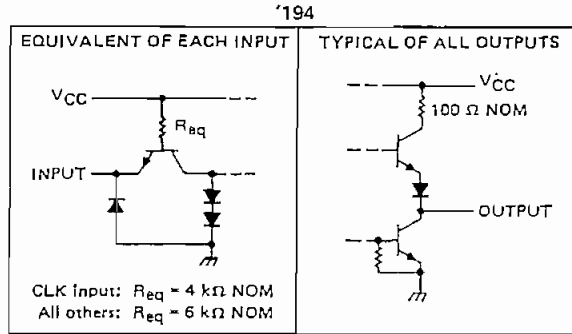 '194
EQUIVALENT OF EACH INPUT
VCC
Req
INPUT
CLK input: Req = 4 kΩ NOM
All others: Req = 6 kΩ NOM
TYPICAL OF ALL OUTPUTS
VCC
100 Ω NOM
OUTPUT